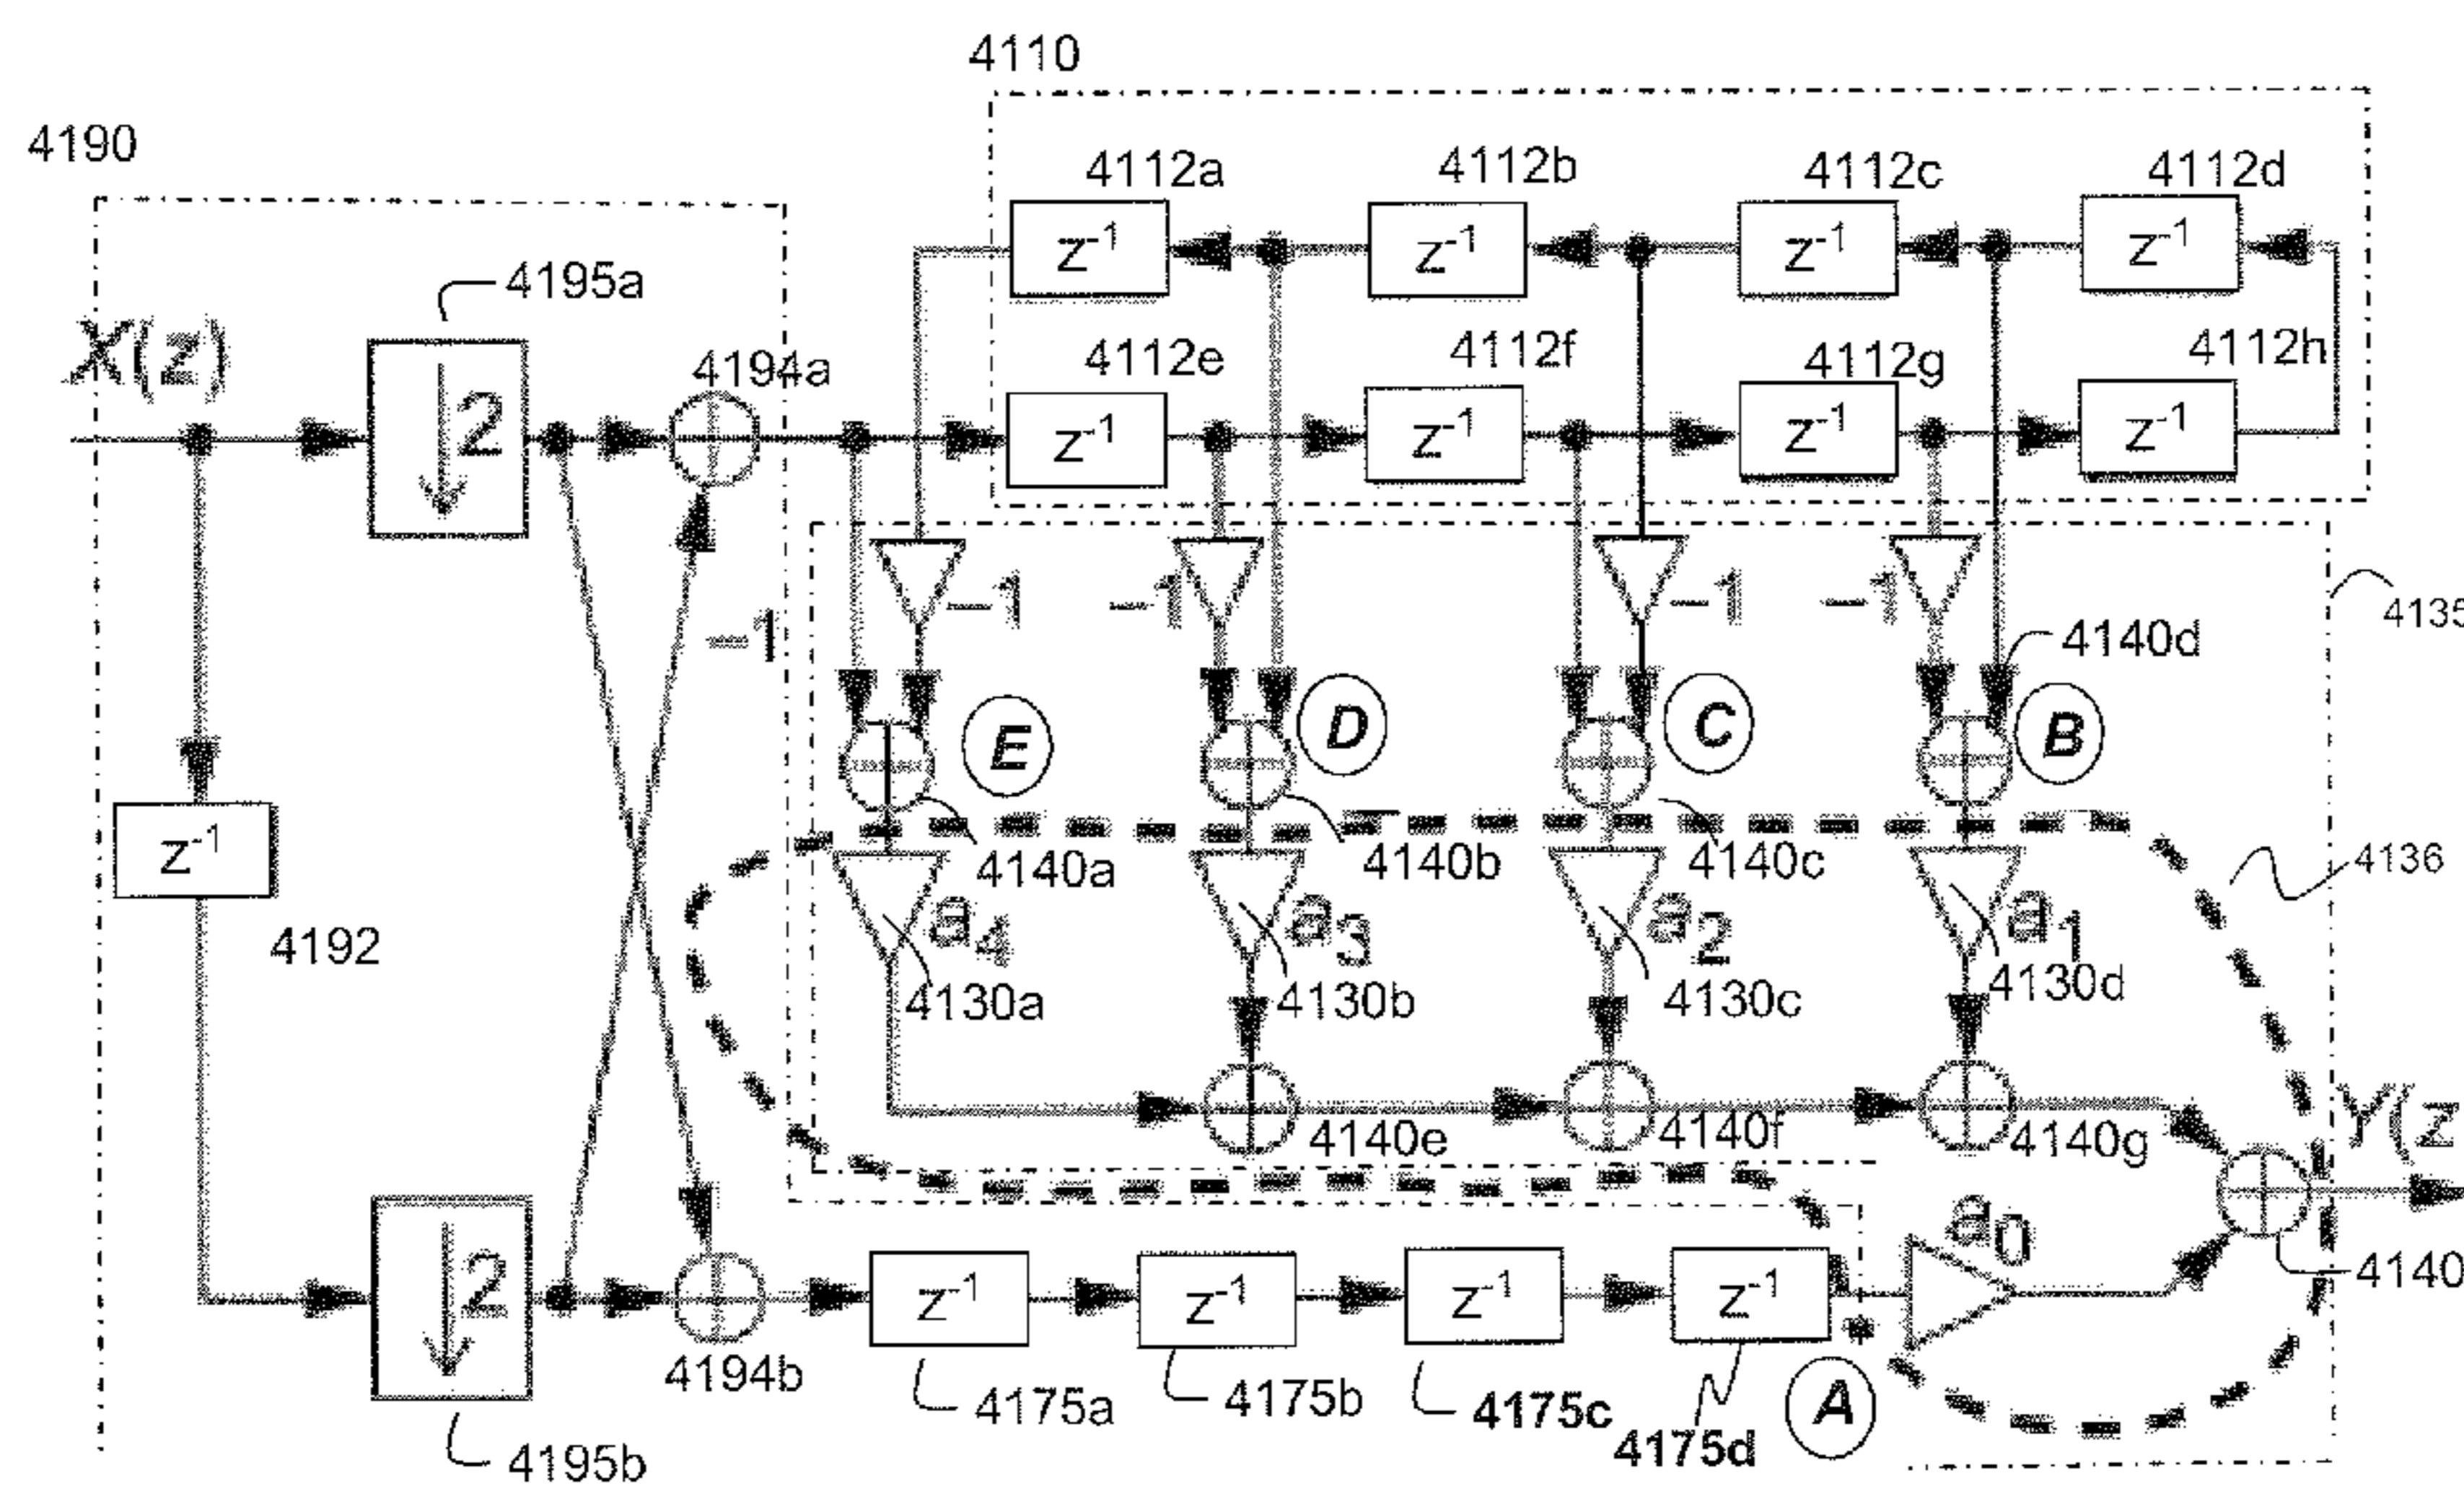 4110
4190
4112a 4112b 4112c 4112d
z⁻¹ z⁻¹ z⁻¹ z⁻¹
4195a
X(z)
4194a 4112e 4112f 4112g 4112h
2 z⁻¹ z⁻¹ z⁻¹ z⁻¹
–1 –1 –1 –1
4135
–1
4140d
E D C B
z⁻¹
4140a 4140b 4140c 4136
4192
a₄ a₃ a₂ a₁
4130a 4130b 4130c 4130d
4140e 4140f 4140g
Y(z
a₀
2 z⁻¹ z⁻¹ z⁻¹ z⁻¹
4140
4194b 4175a 4175b 4175c 4175d A
4195b